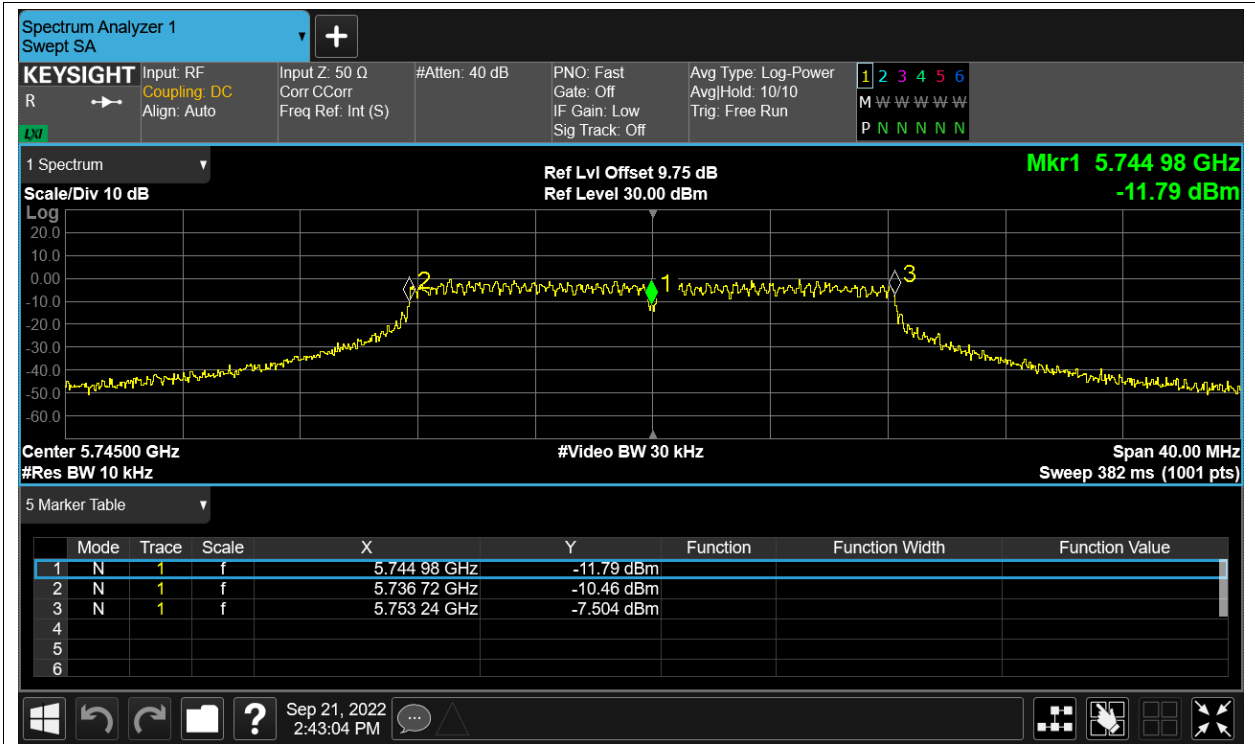 Spectrum Analyzer 1
Swept SA
+
KEYSIGHT
R
LXI
Input: RF
Coupling: DC
Align: Auto
Input Z: 50 Ω
Corr CCorr
Freq Ref: Int (S)
#Atten: 40 dB
PNO: Fast
Gate: Off
IF Gain: Low
Sig Track: Off
Avg Type: Log-Power
Avg|Hold: 10/10
Trig: Free Run
1 2 3 4 5 6
M W W W W W
P N N N N N
1 Spectrum
Scale/Div 10 dB
Ref Lvl Offset 9.75 dB
Ref Level 30.00 dBm
Mkr1 5.744 98 GHz
-11.79 dBm
Log
20.0
10.0
0.00
-10.0
-20.0
-30.0
-40.0
-50.0
-60.0
2
1
3
Center 5.74500 GHz
#Video BW 30 kHz
Span 40.00 MHz
#Res BW 10 kHz
Sweep 382 ms (1001 pts)
5 Marker Table
Mode Trace Scale X Y Function Function Width Function Value
1 N 1 f 5.744 98 GHz -11.79 dBm
2 N 1 f 5.736 72 GHz -10.46 dBm
3 N 1 f 5.753 24 GHz -7.504 dBm
4
5
6
?
Sep 21, 2022
2:43:04 PM